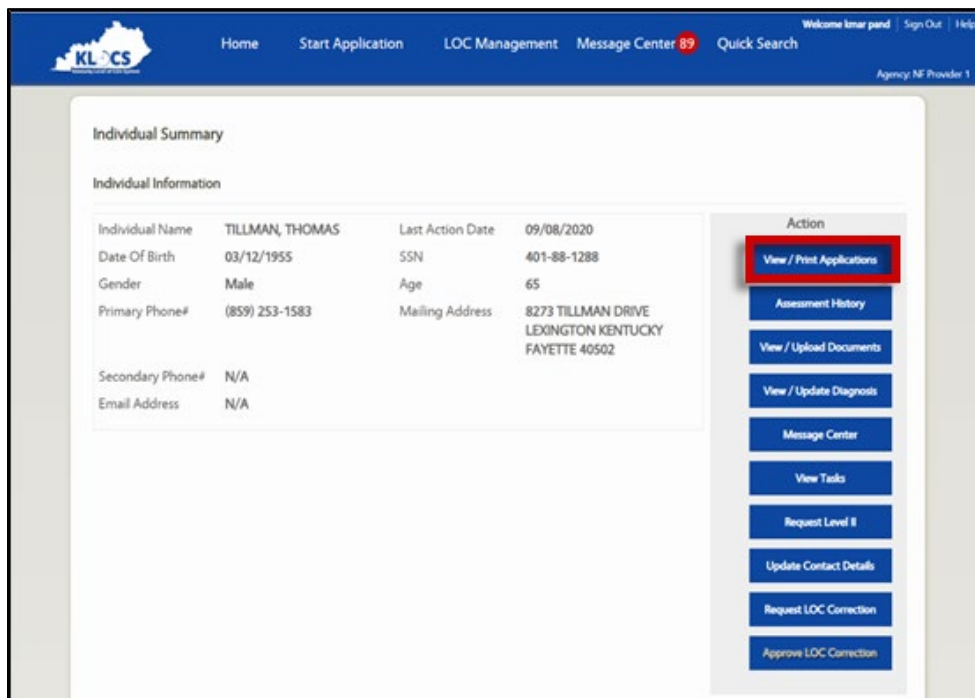 Welcome kmar pand | Sign Out | Help
KLOCS
Home Start Application LOC Management Message Center 89 Quick Search
Agency: NF Provider 1
Individual Summary
Individual Information
Individual Name TILLMAN, THOMAS Last Action Date 09/08/2020
Date Of Birth 03/12/1955 SSN 401-88-1288
Gender Male Age 65
Primary Phone# (859) 253-1583 Mailing Address 8273 TILLMAN DRIVE
LEXINGTON KENTUCKY
FAYETTE 40502
Secondary Phone# N/A
Email Address N/A
Action
View / Print Applications
Assessment History
View / Upload Documents
View / Update Diagnosis
Message Center
View Tasks
Request Level II
Update Contact Details
Request LOC Correction
Approve LOC Correction